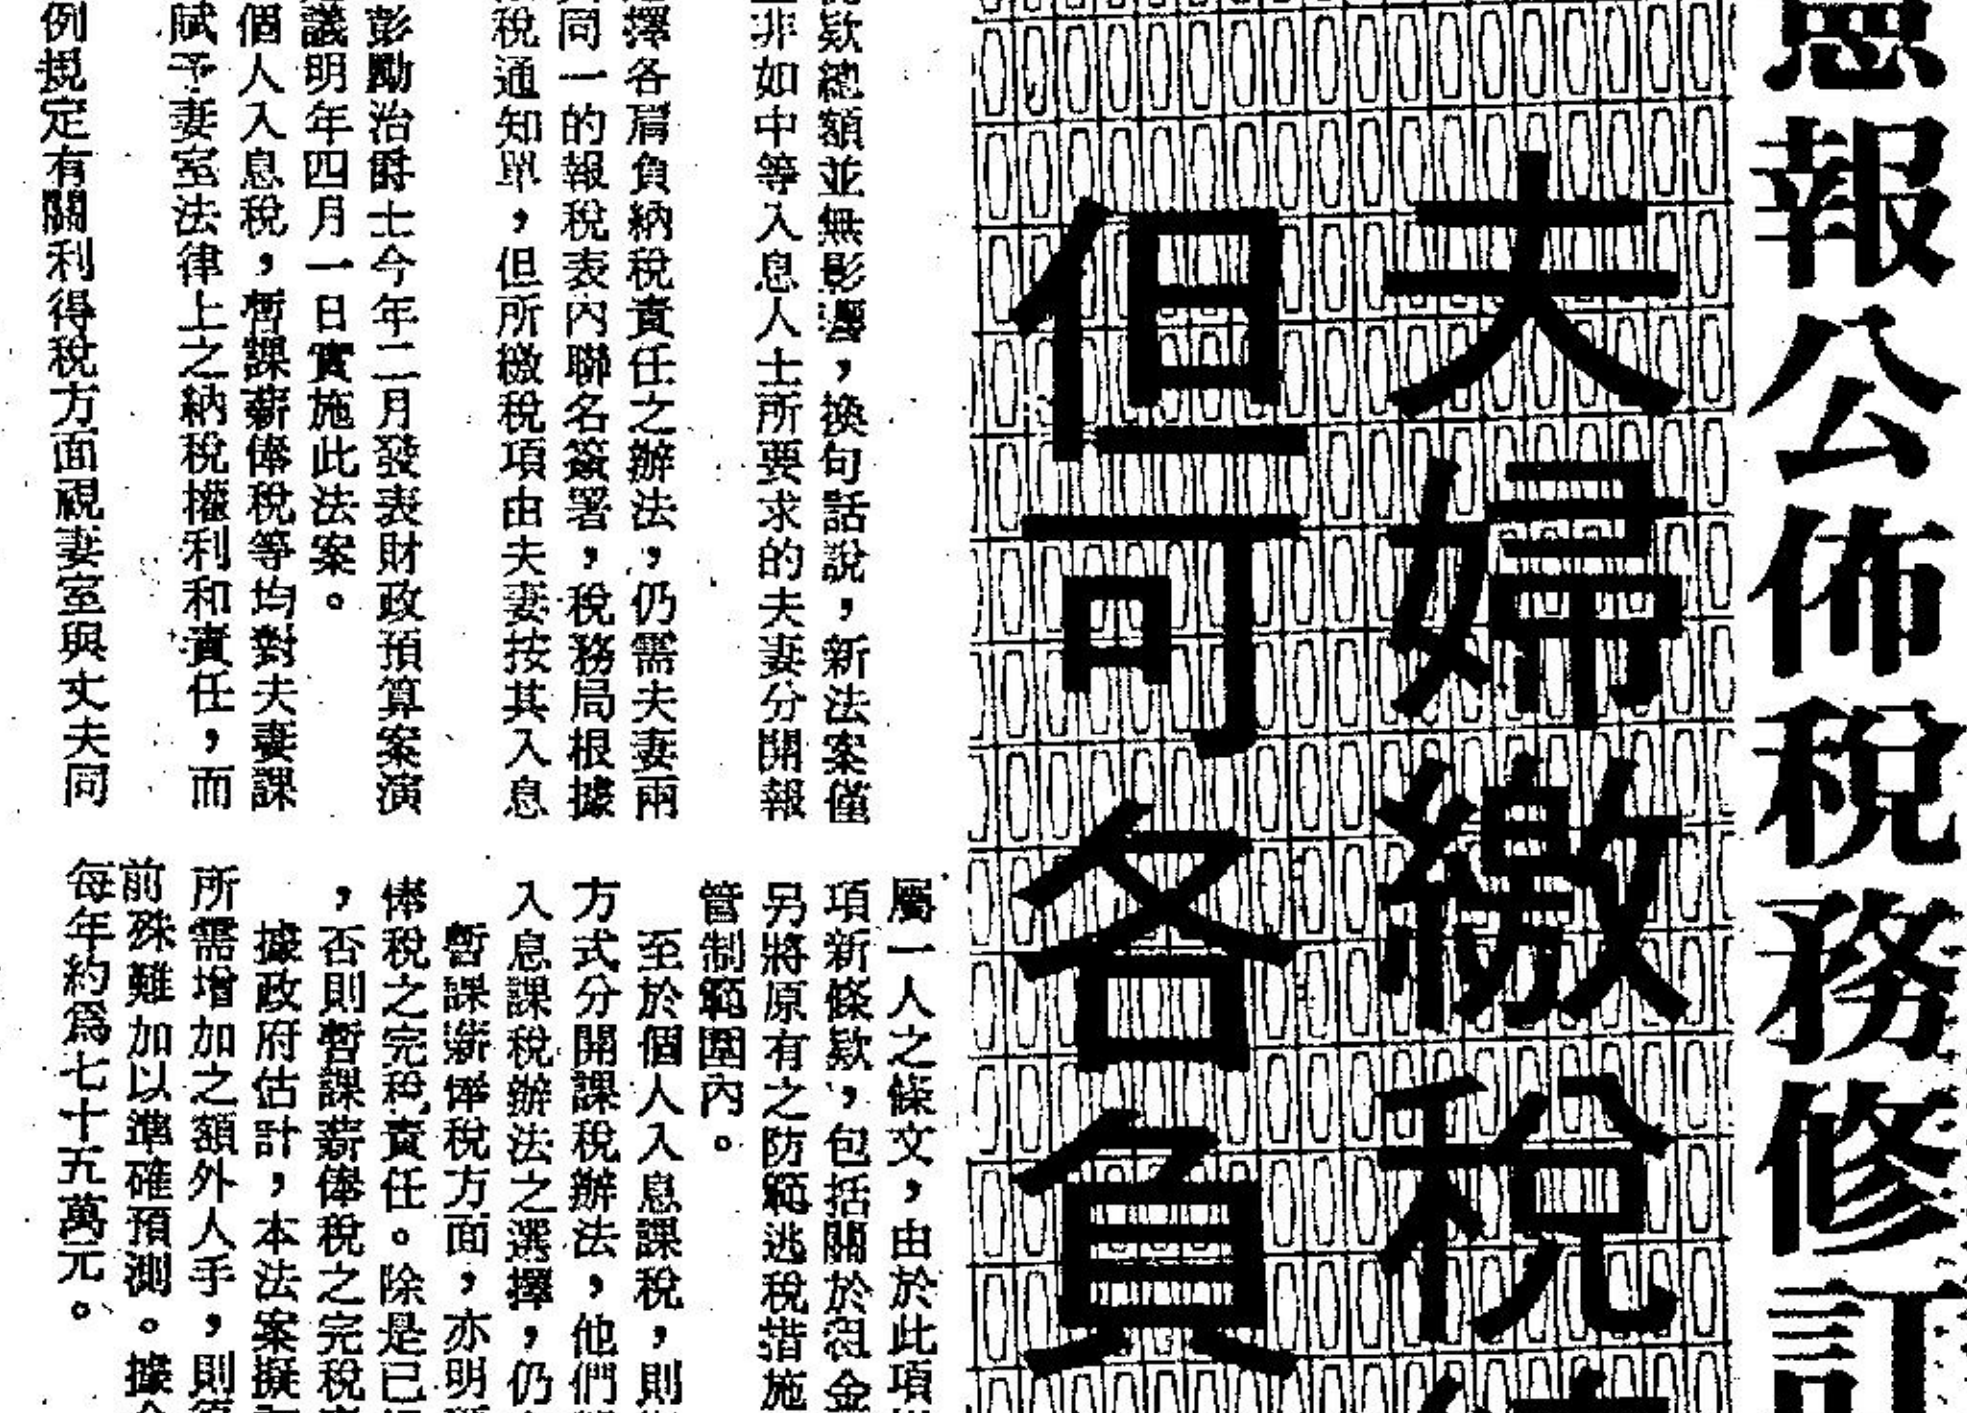 憲報公佈稅務修訂
夫婦繳稅
但可各負
款總額並無影響，換句話說，新法案僅
非如中等入息人士所要求的夫妻分開報
擇各肩負納稅責任之辦法，仍需夫妻兩
同一的報稅表內聯名簽署，稅務局根據
稅通知單，但所繳稅項由夫妻按其入息
彭勵治爵士今年二月發表財政預算案演
議明年四月一日實施此法案。
個人入息稅，暫課薪俸稅等均對夫妻課
賦予妻室法律上之納稅權利和責任，而
例規定有關利得稅方面視妻室與丈夫同
屬一人之條文，由於此項
項新條款，包括關於租金
另將原有之防範逃稅措施
管制範圍內。
至於個人入息課稅，則
方式分開課稅辦法，他們
入息課稅辦法之選擇，仍
暫課薪俸稅方面，亦明
俸稅之完稅責任。除是已
，否則暫課薪俸稅之完稅
據政府估計，本法案擬
所需增加之額外人手，則
前殊難加以準確預測。據
每年約為七十五萬元。